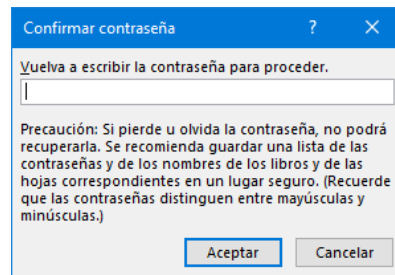 Confirmar contraseña ? ×
Vuelva a escribir la contraseña para proceder.
Precaución: Si pierde u olvida la contraseña, no podrá
recuperarla. Se recomienda guardar una lista de las
contraseñas y de los nombres de los libros y de las
hojas correspondientes en un lugar seguro. (Recuerde
que las contraseñas distinguen entre mayúsculas y
minúsculas.)
Aceptar Cancelar